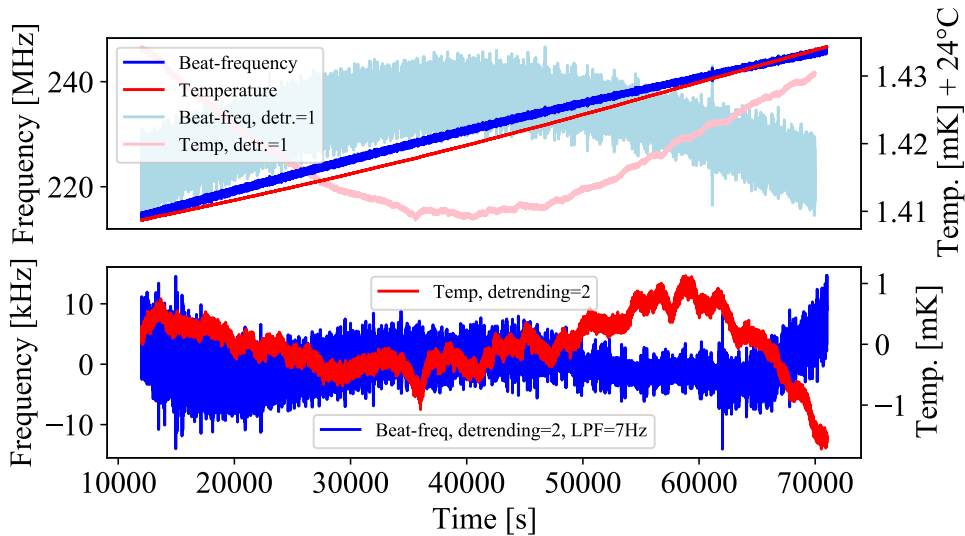 Frequency [MHz]
240
220
Beat-frequency
Temperature
Beat-freq, detr.=1
Temp, detr.=1
1.43
1.42
1.41
Temp. [mK] + 24°C
Frequency [kHz]
10
0
−10
Temp, detrending=2
Beat-freq, detrending=2, LPF=7Hz
1
0
−1
Temp. [mK]
10000 20000 30000 40000 50000 60000 70000
Time [s]